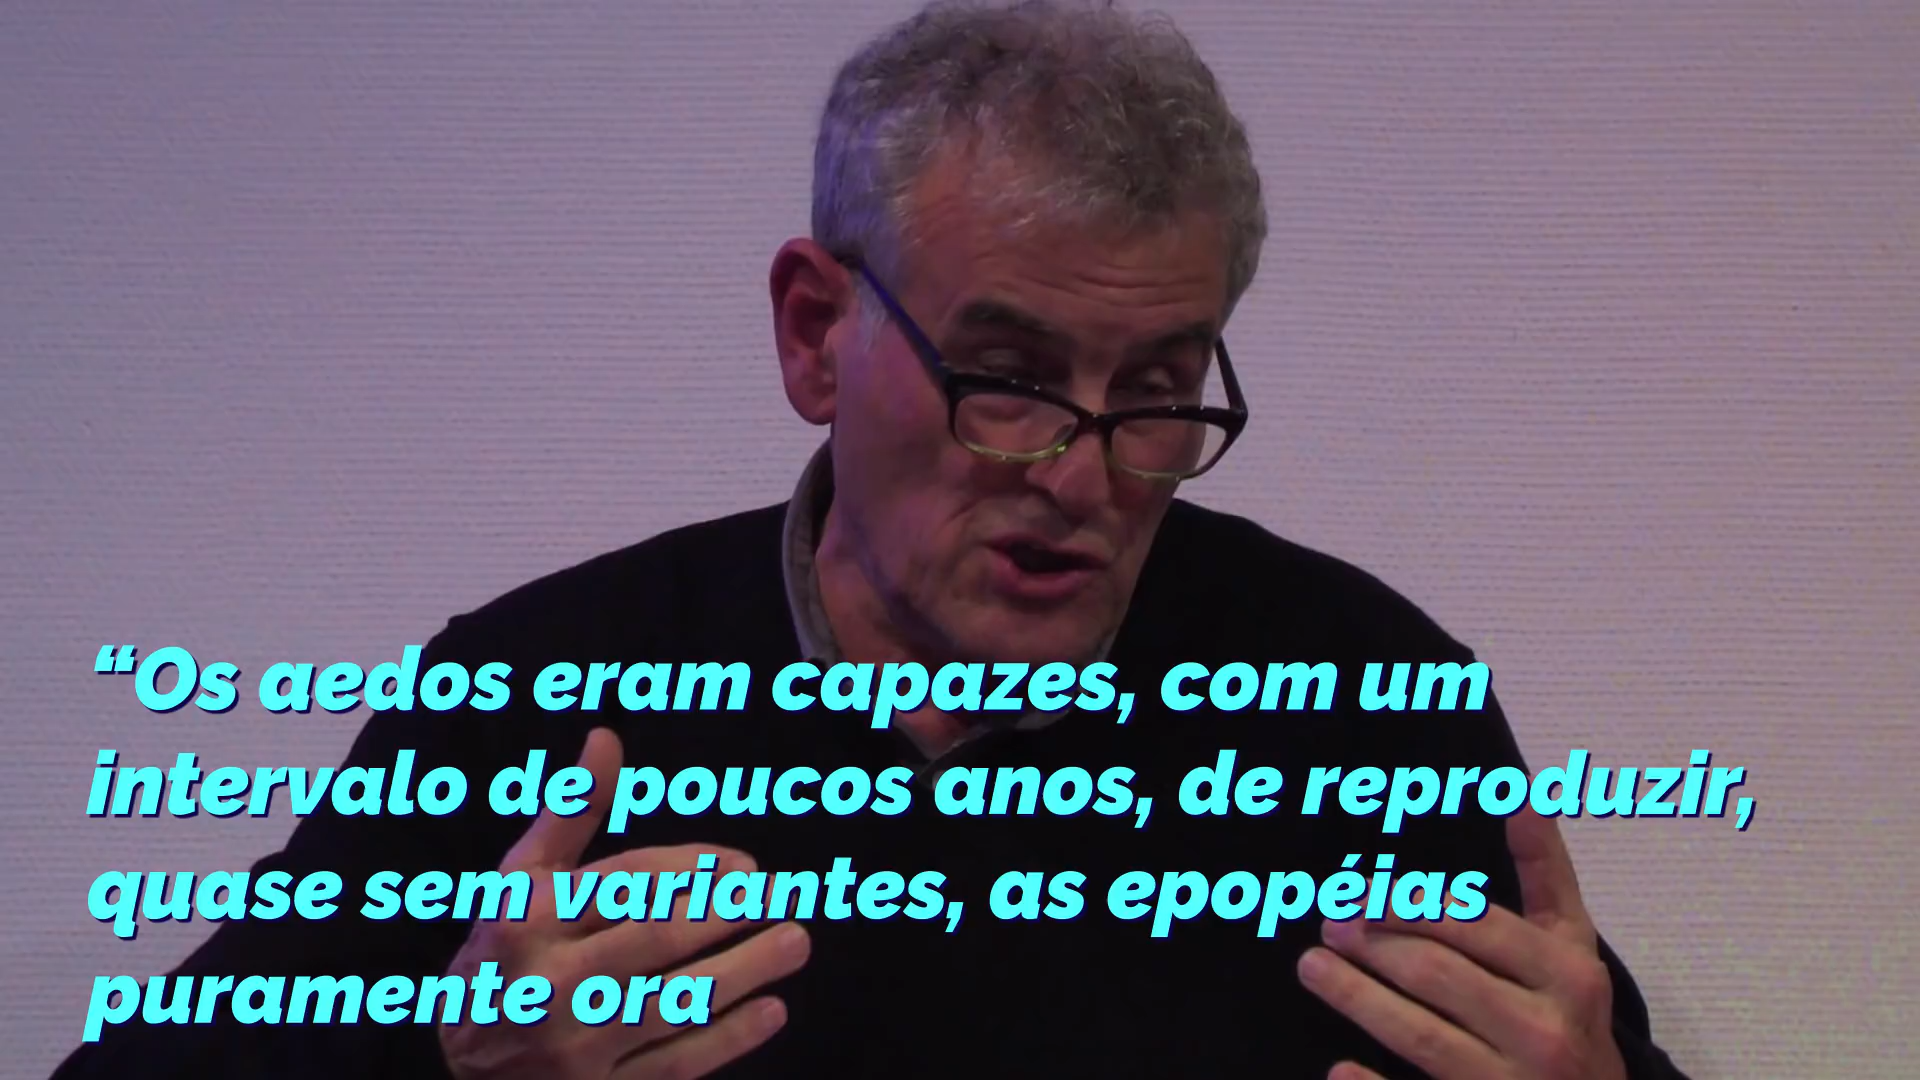 “Os aedos eram capazes, com um
intervalo de poucos anos, de reproduzir,
quase sem variantes, as epopéias
puramente ora